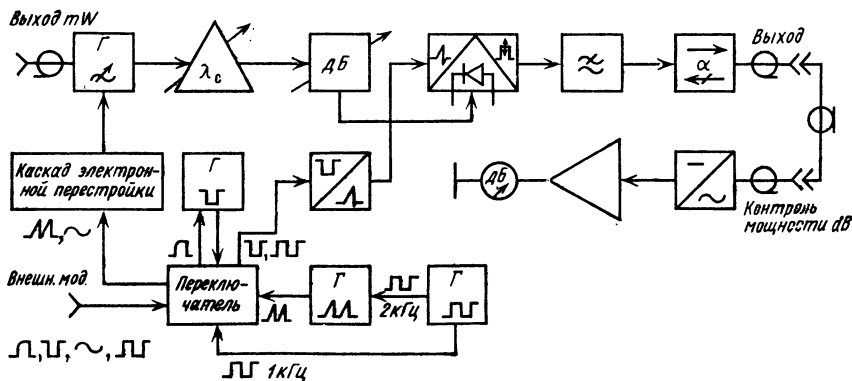 Выход mW
Г
λс
дБ
α
Выход
Каскад электрон-
ной перестройки
Г
дБ
Контроль
мощности dB
Внешн. мод.
Переклю-
чатель
Г
2кГц
Г
1кГц